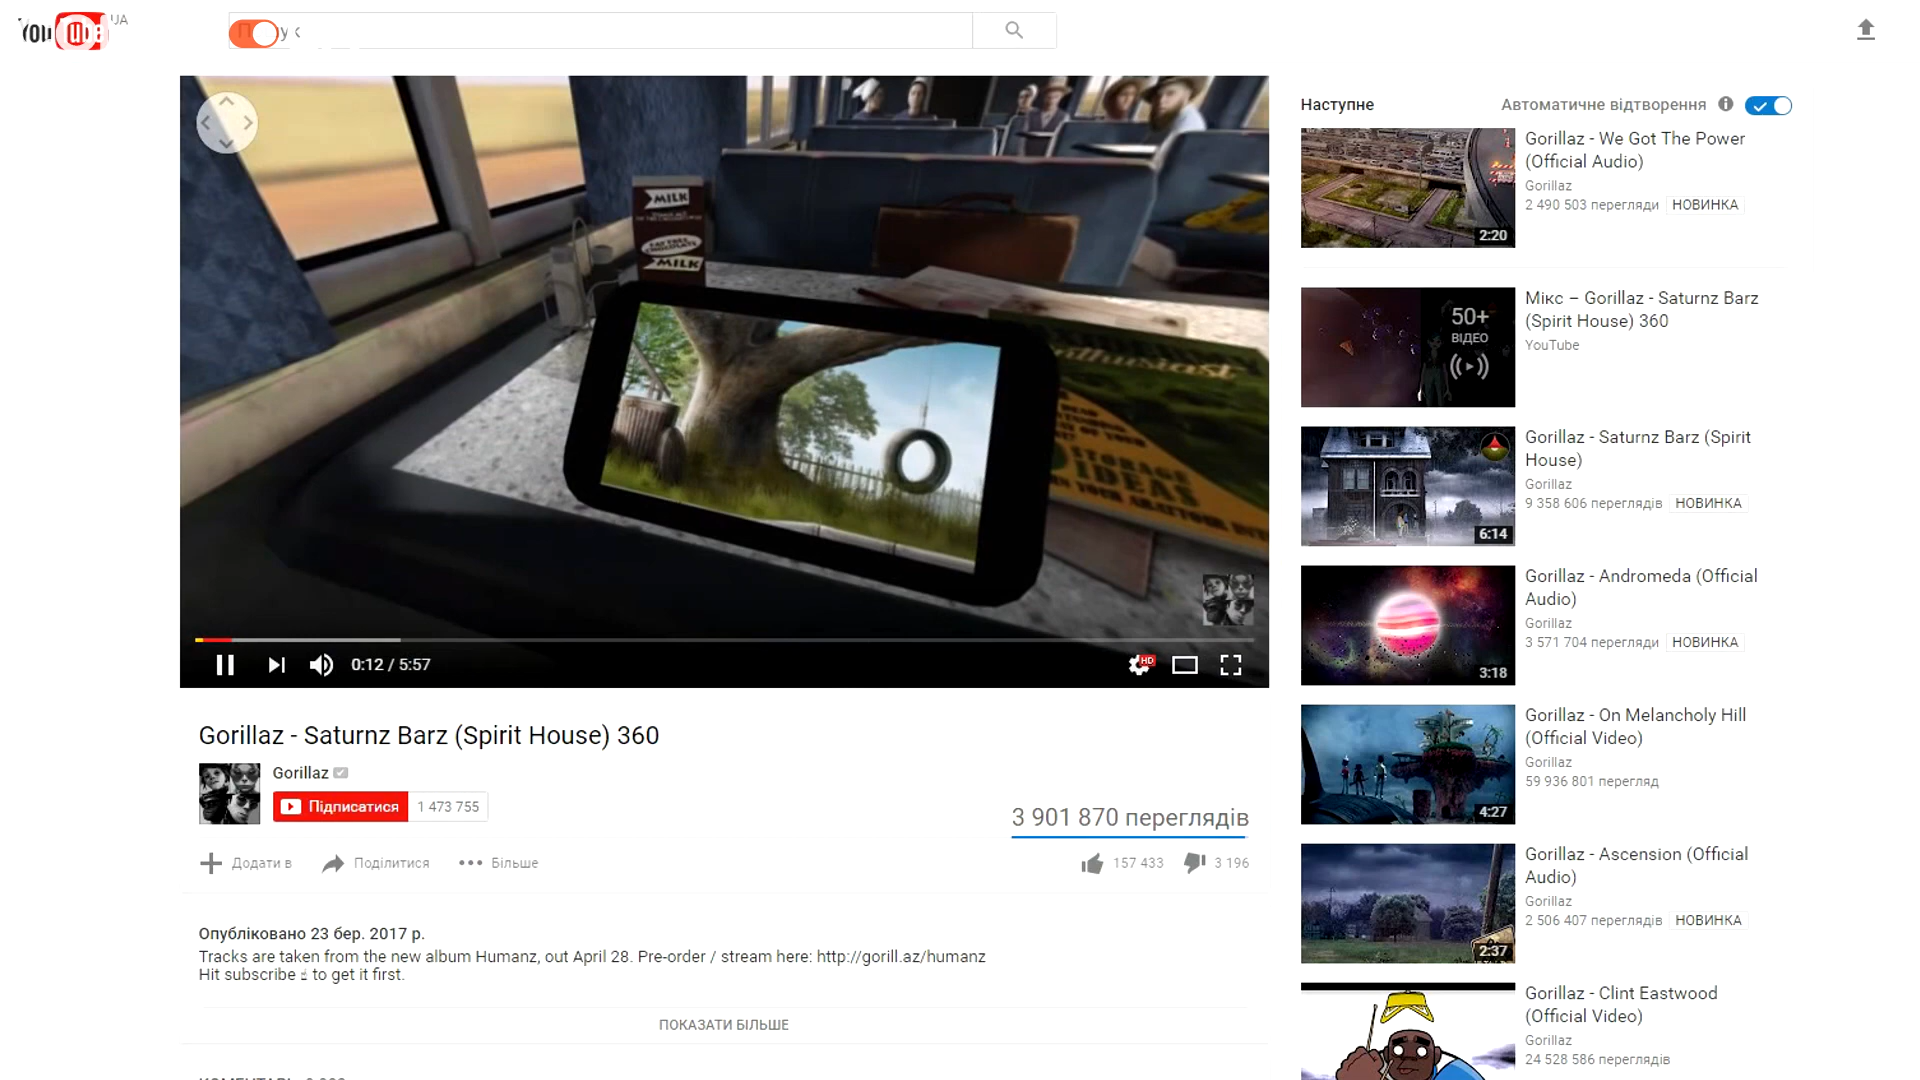 YouTube UA
MILK
MILK
STORAGE
IDEAS
0:12 / 5:57
HD
Gorillaz - Saturnz Barz (Spirit House) 360
Gorillaz
Підписатися 1 473 755
3 901 870 переглядів
Додати в Поділитися Більше 157 433 3 196
Опубліковано 23 бер. 2017 р.
Tracks are taken from the new album Humanz, out April 28. Pre-order / stream here: http://gorill.az/humanz
Hit subscribe ☝ to get it first.
ПОКАЗАТИ БІЛЬШЕ
Наступне Автоматичне відтворення
Gorillaz - We Got The Power
(Official Audio)
Gorillaz
2 490 503 перегляди НОВИНКА
2:20
Мікс – Gorillaz - Saturnz Barz
(Spirit House) 360
YouTube
50+
ВІДЕО
Gorillaz - Saturnz Barz (Spirit
House)
Gorillaz
9 358 606 переглядів НОВИНКА
6:14
Gorillaz - Andromeda (Official
Audio)
Gorillaz
3 571 704 перегляди НОВИНКА
3:18
Gorillaz - On Melancholy Hill
(Official Video)
Gorillaz
59 936 801 перегляд
4:27
Gorillaz - Ascension (Official
Audio)
Gorillaz
2 506 407 переглядів НОВИНКА
2:37
Gorillaz - Clint Eastwood
(Official Video)
Gorillaz
24 528 586 переглядів